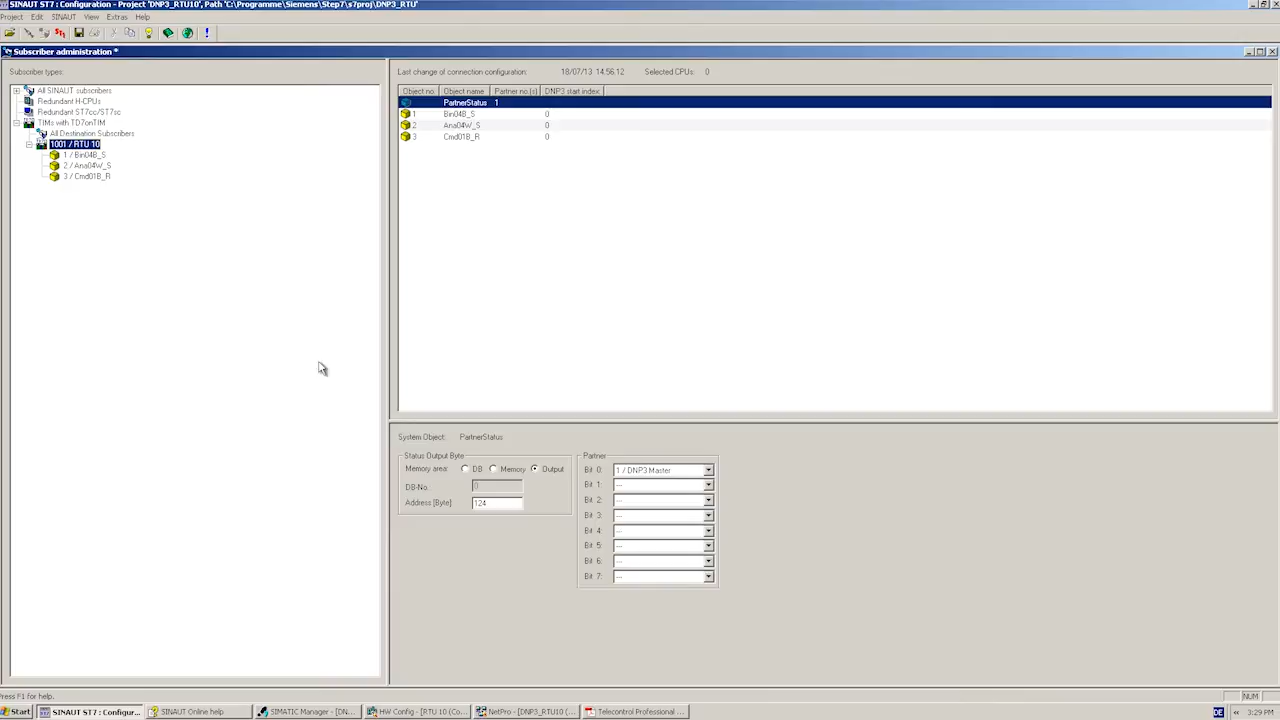 SINAUT ST7: Configuration - Project 'DNP3_RTU10', Path 'C:\Programme\Siemens\Step7\s7proj\DNP3_RTU'
Project Edit SINAUT View Extras Help
Subscriber administration *
Subscriber types:
All SINAUT subscribers
Redundant H-CPUs
Redundant ST7cc/ST7sc
TIMs with TD7onTIM
All Destination Subscribers
1001 / RTU 10
1 / Bin04B_S
2 / Ana04W_S
3 / Cmd01B_R
Last change of connection configuration: 18/07/13 14.56.12 Selected CPUs: 0
Object no. Object name Partner no.(s) DNP3 start index
PartnerStatus 1
1 Bin04B_S 0
2 Ana04W_S 0
3 Cmd01B_R 0
System Object: PartnerStatus
Status Output Byte
Memory area: DB Memory Output
DB-No. 0
Address [Byte] 124
Partner
Bit 0: 1 / DNP3 Master
Bit 1: ---
Bit 2: ---
Bit 3: ---
Bit 4: ---
Bit 5: ---
Bit 6: ---
Bit 7: ---
Press F1 for help.
NUM
Start SINAUT ST7: Configur... SINAUT Online help SIMATIC Manager - [DN... HW Config - [RTU 10 (Co... NetPro - [DNP3_RTU10 (... Telecontrol Professional ... DE « 3:29 PM